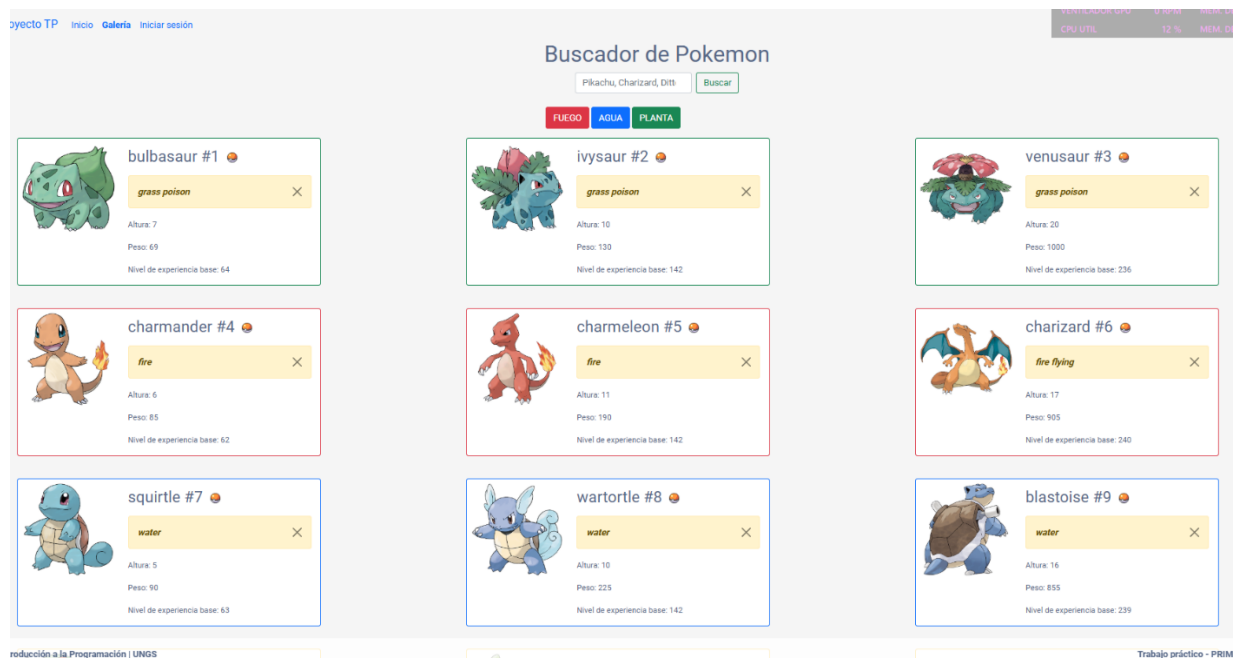 oyecto TP Inicio Galería Iniciar sesión
CPU UTIL 12 % MEM.
Buscador de Pokemon
Pikachu, Charizard, Ditt Buscar
FUEGO AGUA PLANTA
bulbasaur #1
grass poison
Altura: 7
Peso: 69
Nivel de experiencia base: 64
ivysaur #2
grass poison
Altura: 10
Peso: 130
Nivel de experiencia base: 142
venusaur #3
grass poison
Altura: 20
Peso: 1000
Nivel de experiencia base: 236
charmander #4
fire
Altura: 6
Peso: 85
Nivel de experiencia base: 62
charmeleon #5
fire
Altura: 11
Peso: 190
Nivel de experiencia base: 142
charizard #6
fire flying
Altura: 17
Peso: 905
Nivel de experiencia base: 240
squirtle #7
water
Altura: 5
Peso: 90
Nivel de experiencia base: 63
wartortle #8
water
Altura: 10
Peso: 225
Nivel de experiencia base: 142
blastoise #9
water
Altura: 16
Peso: 855
Nivel de experiencia base: 239
roducción a la Programación | UNGS
Trabajo práctico - PRIM